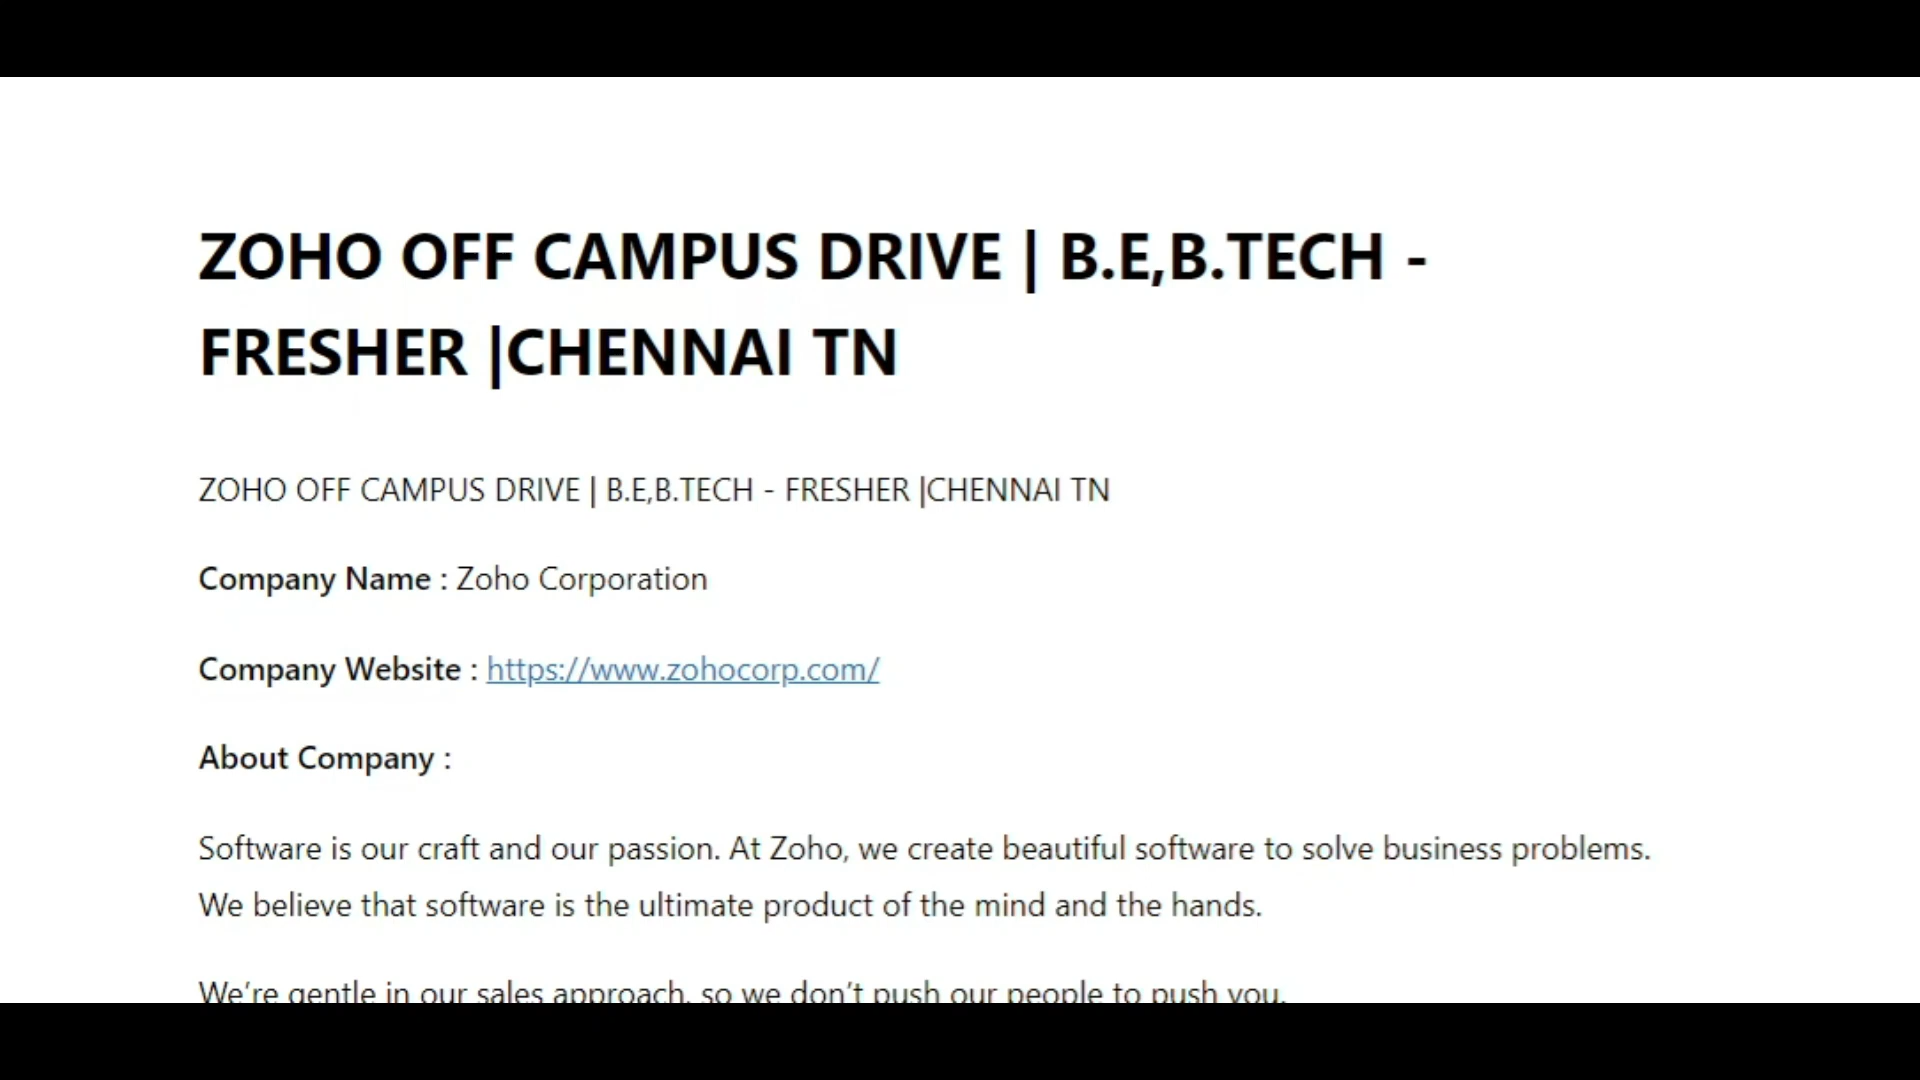 ZOHO OFF CAMPUS DRIVE | B.E,B.TECH -
FRESHER |CHENNAI TN
ZOHO OFF CAMPUS DRIVE | B.E,B.TECH - FRESHER |CHENNAI TN
Company Name : Zoho Corporation
Company Website : https://www.zohocorp.com/
About Company :
Software is our craft and our passion. At Zoho, we create beautiful software to solve business problems.
We believe that software is the ultimate product of the mind and the hands.
We’re gentle in our sales approach, so we don’t push our people to push you.